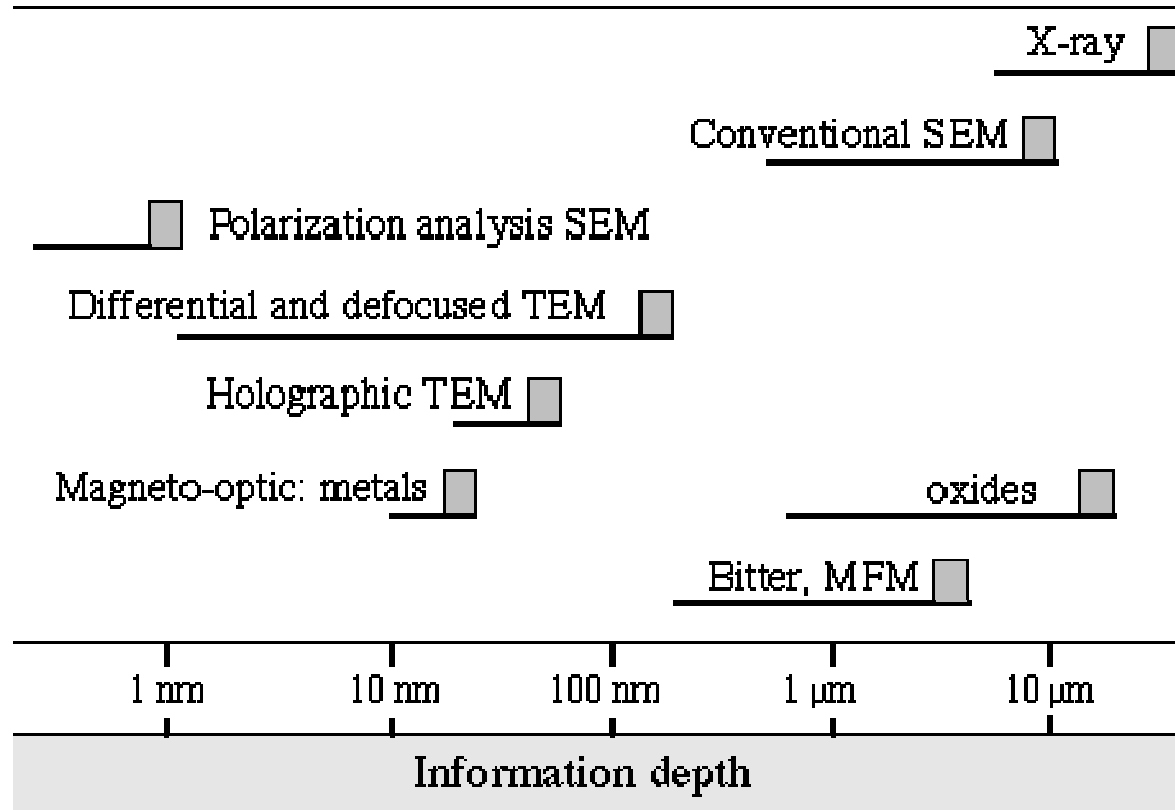 X-ray
Conventional SEM
Polarization analysis SEM
Differential and defocused TEM
Holographic TEM
Magneto-optic: metals oxides
Bitter, MFM
1 nm 10 nm 100 nm 1 µm 10 µm
Information depth